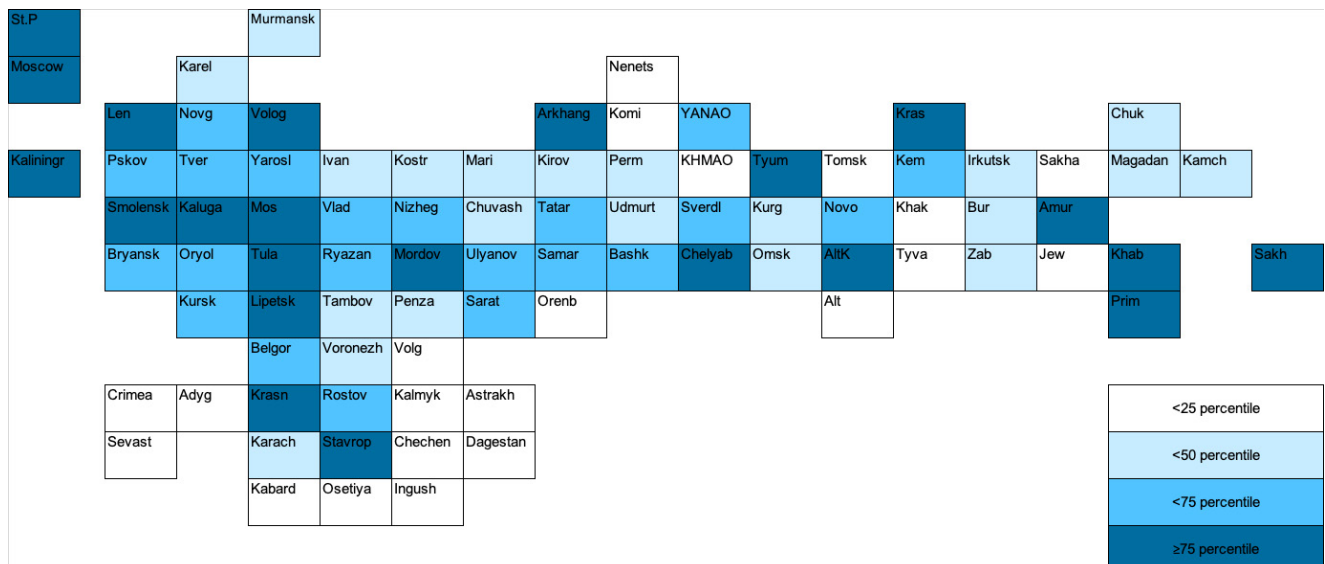 St.P Murmansk
Moscow Karel Nenets
Len Novg Volog Arkhang Komi YANAO Kras Chuk
Kaliningr Pskov Tver Yarosl Ivan Kostr Mari Kirov Perm KHMAO Tyum Tomsk Kem Irkutsk Sakha Magadan Kamch
Smolensk Kaluga Mos Vlad Nizheg Chuvash Tatar Udmurt Sverdl Kurg Novo Khak Bur Amur
Bryansk Oryol Tula Ryazan Mordov Ulyanov Samar Bashk Chelyab Omsk AltK Tyva Zab Jew Khab Sakh
Kursk Lipetsk Tambov Penza Sarat Orenb Alt Prim
Belgor Voronezh Volg
Crimea Adyg Krasn Rostov Kalmyk Astrakh
<25 percentile
Sevast Karach Stavrop Chechen Dagestan
<50 percentile
Kabard Osetiya Ingush
<75 percentile
≥75 percentile